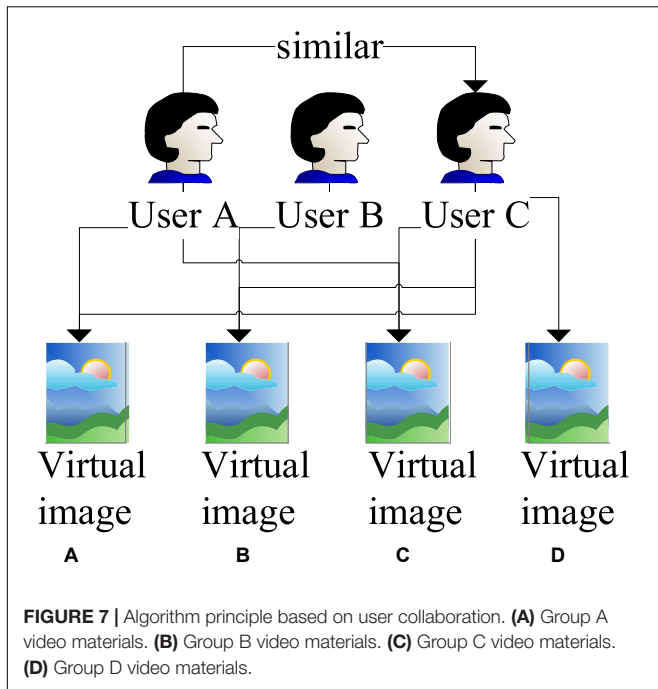 similar
User A User B User C
Virtual image Virtual image Virtual image Virtual image
A B C D
FIGURE 7 | Algorithm principle based on user collaboration. (A) Group A
video materials. (B) Group B video materials. (C) Group C video materials.
(D) Group D video materials.